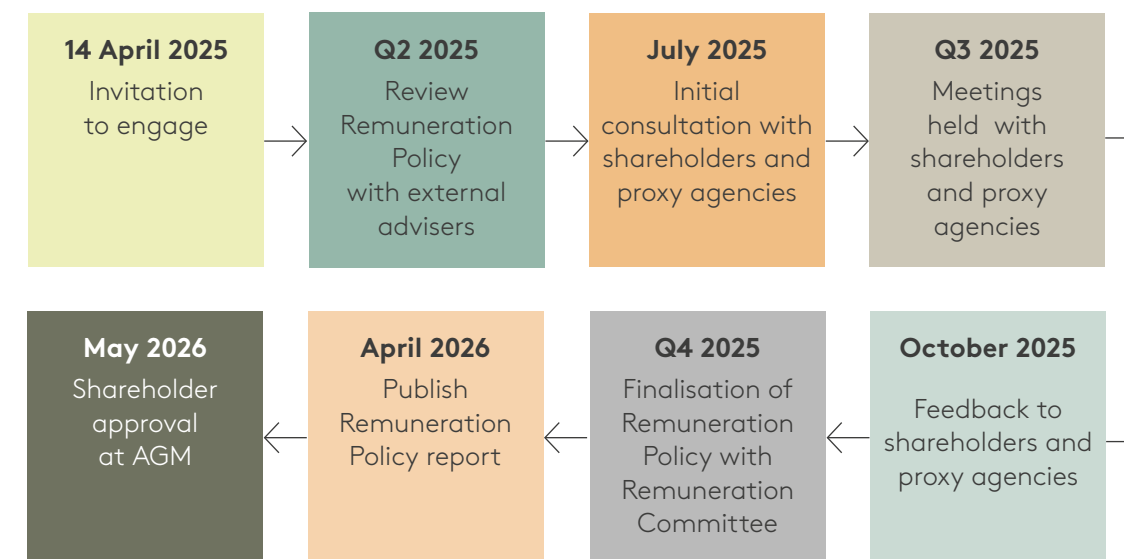 14 April 2025
Invitation
to engage
Q2 2025
Review
Remuneration
Policy
with external
advisers
July 2025
Initial
consultation with
shareholders and
proxy agencies
Q3 2025
Meetings
held with
shareholders
and proxy
agencies
October 2025
Feedback to
shareholders and
proxy agencies
Q4 2025
Finalisation of
Remuneration
Policy with
Remuneration
Committee
April 2026
Publish
Remuneration
Policy report
May 2026
Shareholder
approval
at AGM